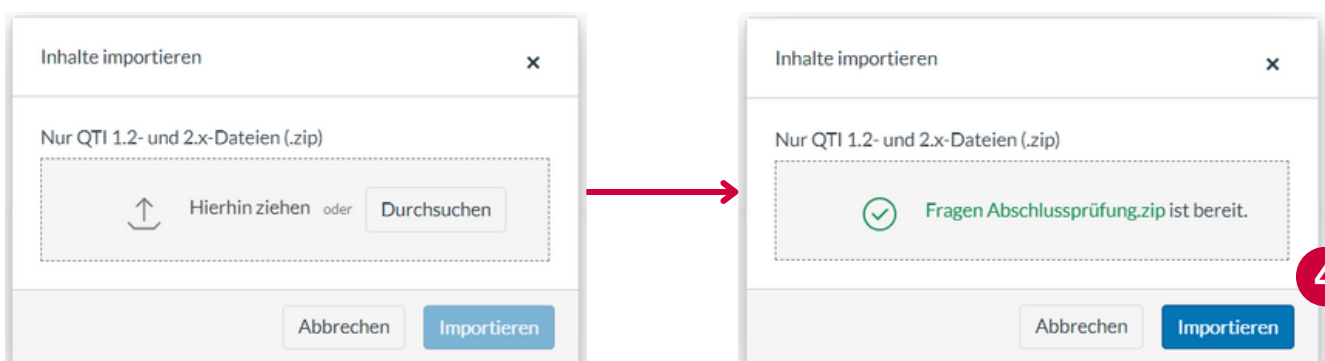 Inhalte importieren
×
Nur QTI 1.2- und 2.x-Dateien (.zip)
Hierhin ziehen oder Durchsuchen
Abbrechen Importieren
Inhalte importieren
×
Nur QTI 1.2- und 2.x-Dateien (.zip)
Fragen Abschlussprüfung.zip ist bereit.
4
Abbrechen Importieren